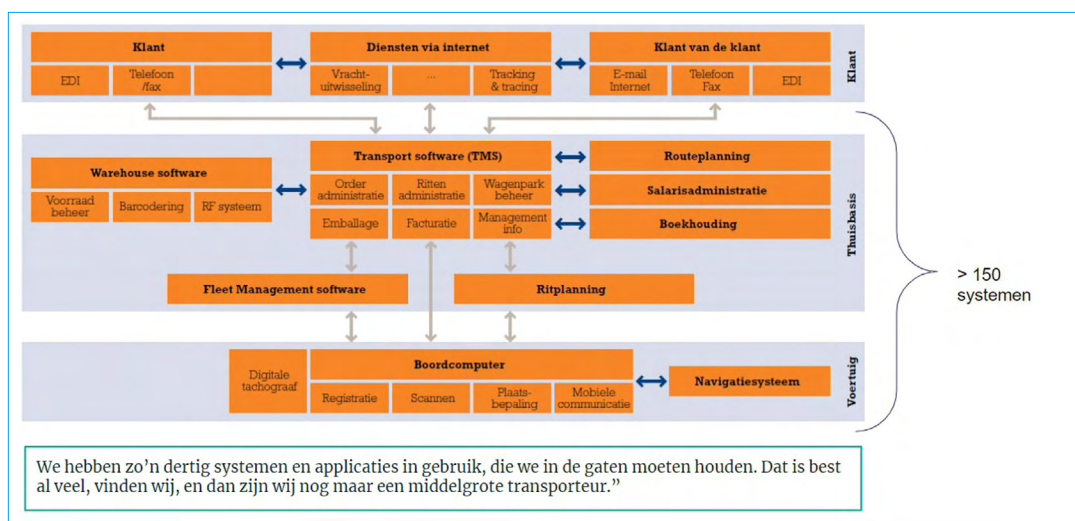 Klant
EDI
Telefoon
/fax
Diensten via internet
Vracht-
uitwisseling
...
Tracking
& tracing
Klant van de klant
E-mail
Internet
Telefoon
Fax
EDI
Klant
Warehouse software
Voorraad
beheer
Barcodering
RF systeem
Transport software (TMS)
Order
administratie
Ritten
administratie
Wagenpark
beheer
Emballage
Facturatie
Management
info
Routeplanning
Salarisadministratie
Boekhouding
Fleet Management software
Ritplanning
Thuisbasis
> 150
systemen
Digitale
tachograaf
Boordcomputer
Registratie
Scannen
Plaats-
bepaling
Mobiele
communicatie
Navigatiesysteem
Voertuig
We hebben zo’n dertig systemen en applicaties in gebruik, die we in de gaten moeten houden. Dat is best
al veel, vinden wij, en dan zijn wij nog maar een middelgrote transporteur.”